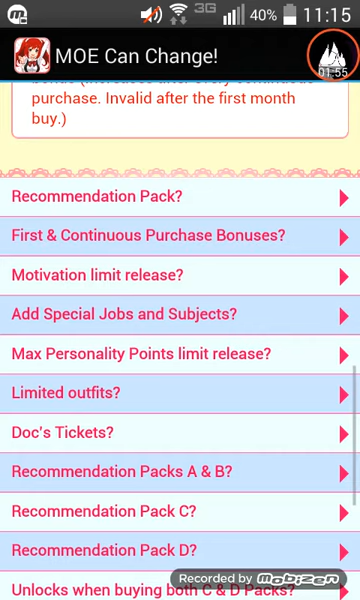 3G 40% 11:15
MOE Can Change!
01:55
purchase. Invalid after the first month
buy.)
Recommendation Pack?
First & Continuous Purchase Bonuses?
Motivation limit release?
Add Special Jobs and Subjects?
Max Personality Points limit release?
Limited outfits?
Doc's Tickets?
Recommendation Packs A & B?
Recommendation Pack C?
Recommendation Pack D?
Recorded by Mobizen
Unlocks when buying both C & D Packs?